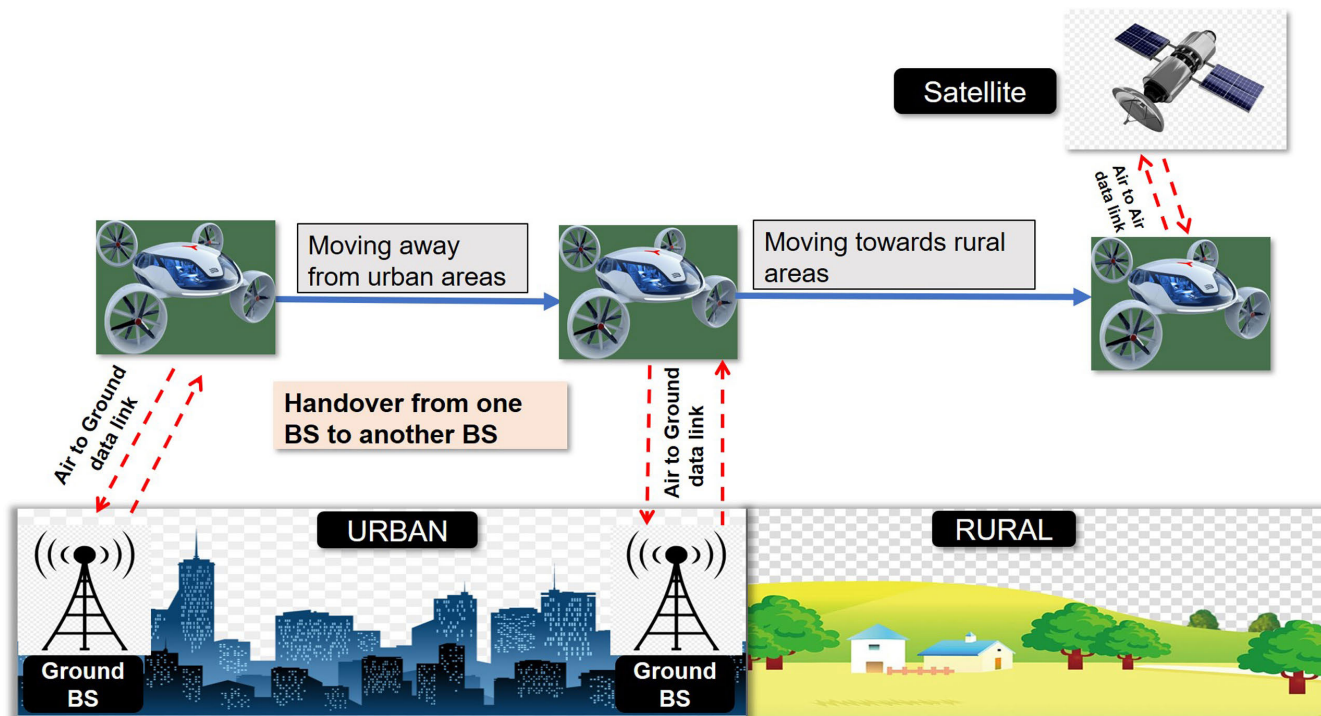 Satellite
Air to Air
data link
Moving away
from urban areas
Moving towards rural
areas
Air to Ground
data link
Handover from one
BS to another BS
Air to Ground
data link
URBAN
RURAL
Ground
BS
Ground
BS